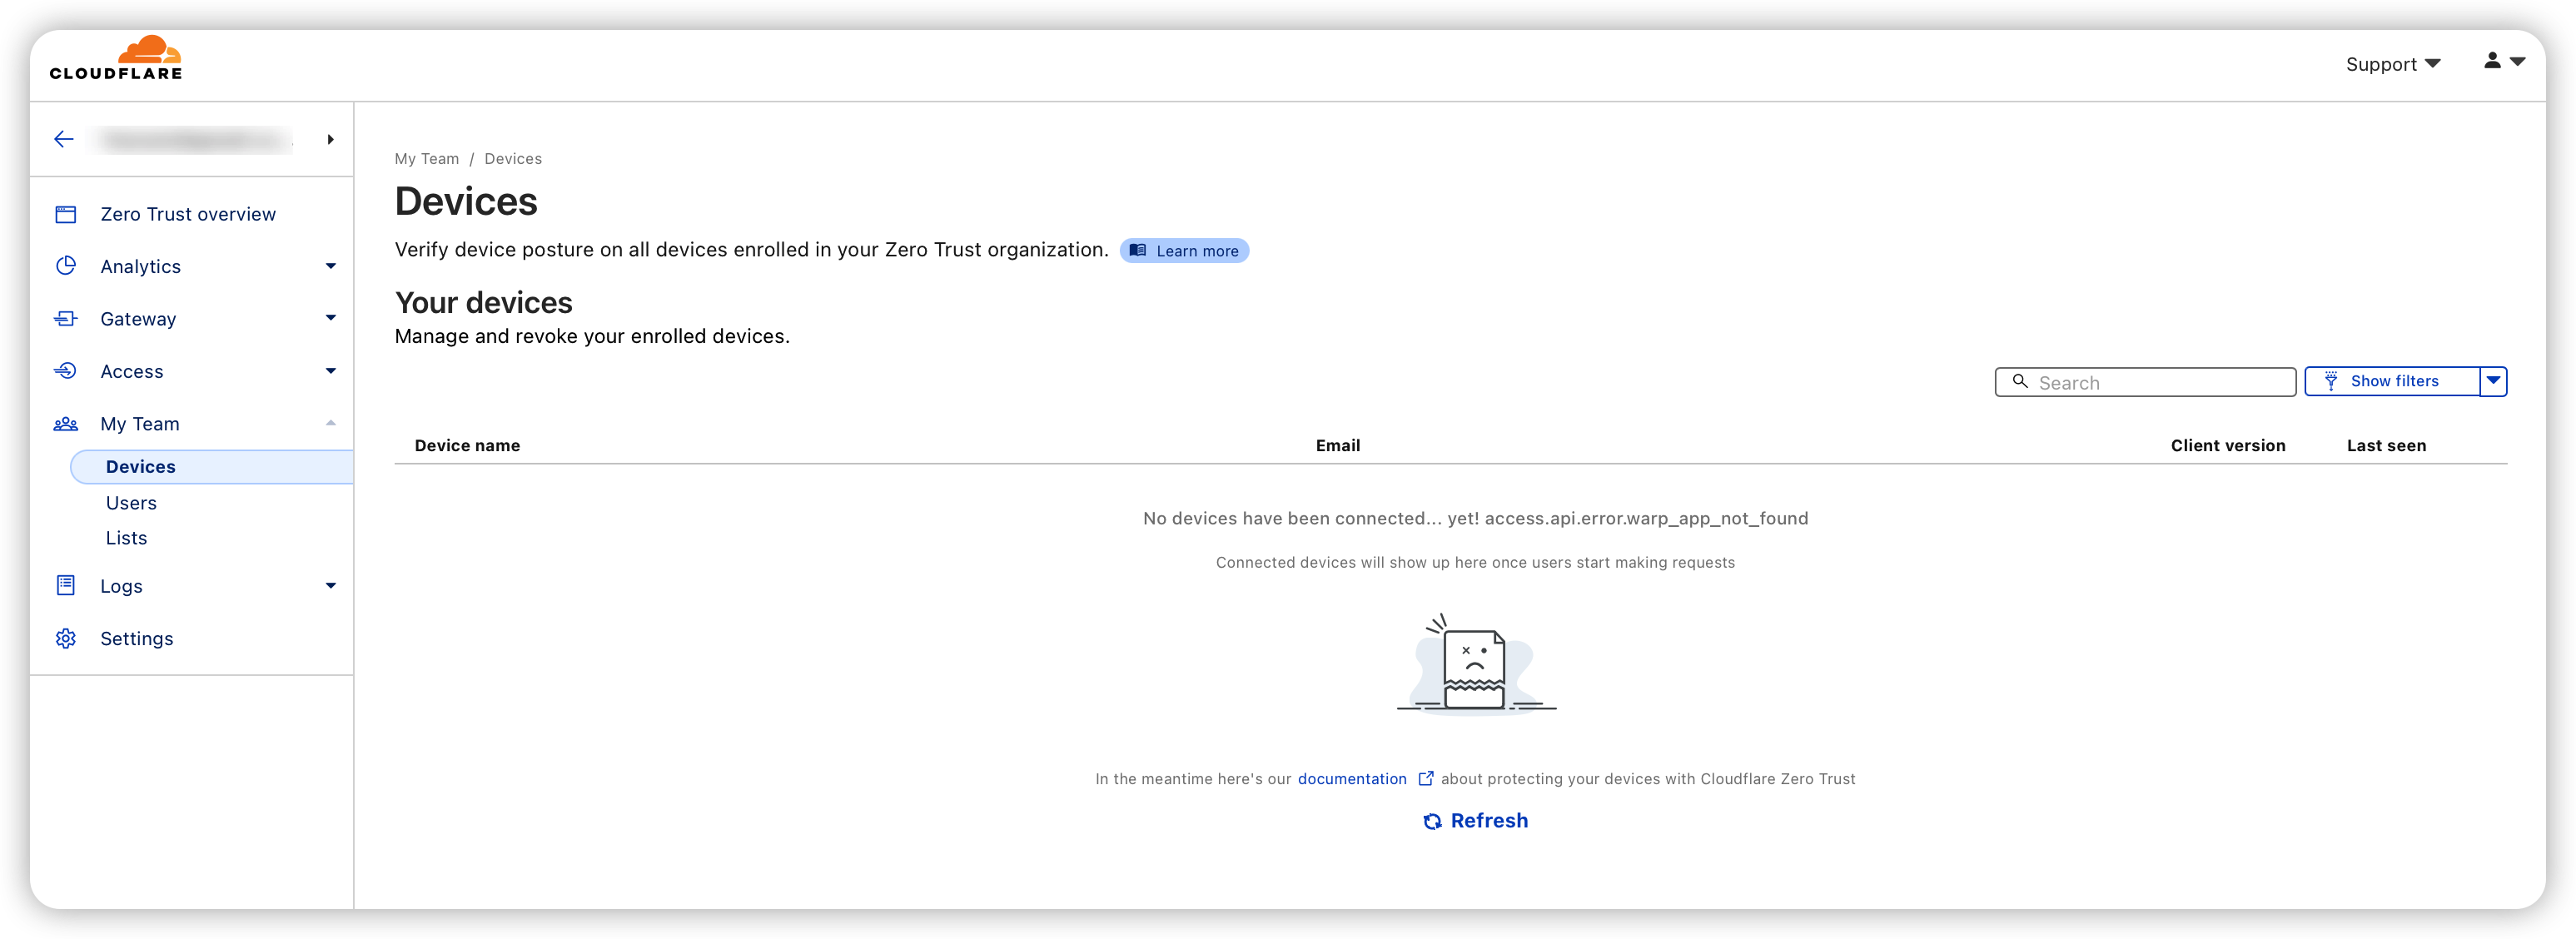 CLOUDFLARE
Support
Zero Trust overview
Analytics
Gateway
Access
My Team
Devices
Users
Lists
Logs
Settings
My Team / Devices
Devices
Verify device posture on all devices enrolled in your Zero Trust organization. Learn more
Your devices
Manage and revoke your enrolled devices.
Search Show filters
Device name Email Client version Last seen
No devices have been connected... yet! access.api.error.warp_app_not_found
Connected devices will show up here once users start making requests
In the meantime here's our documentation about protecting your devices with Cloudflare Zero Trust
Refresh